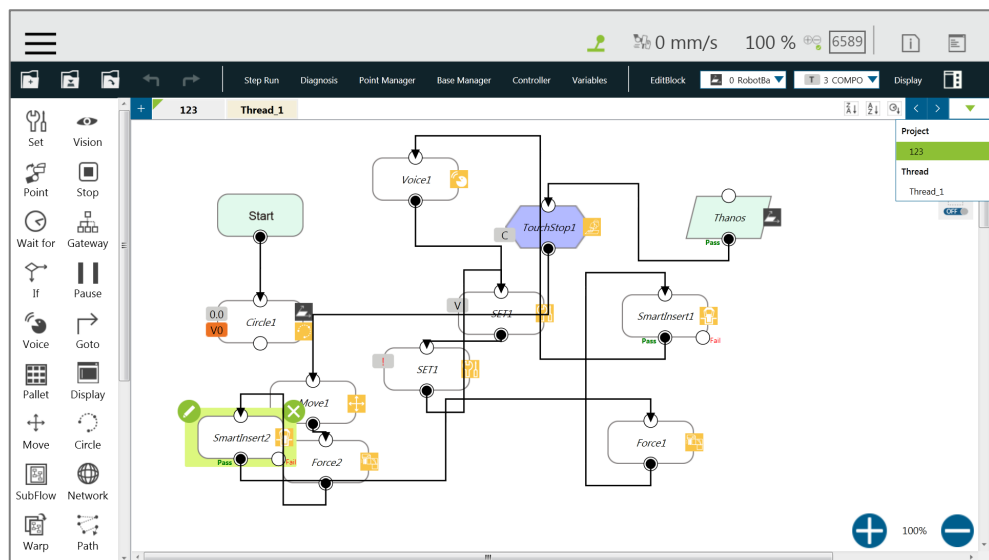 0 mm/s 100 % 6589
Step Run Diagnosis Point Manager Base Manager Controller Variables EditBlock 0 RobotBa T 3 COMPO Display
+ 123 Thread_1
Project
123
Thread
Thread_1
OFF
Set Vision
Point Stop
Wait for Gateway
If Pause
Voice Goto
Pallet Display
Move Circle
SubFlow Network
Warp Path
Voice1
Start
TouchStop1
C
Thanos
Pass
0.0
V0
Circle1
V
SET1
SmartInsert1
Pass Fail
!
SET1
Move1
SmartInsert2
Pass Fail
Force2
Force1
100%